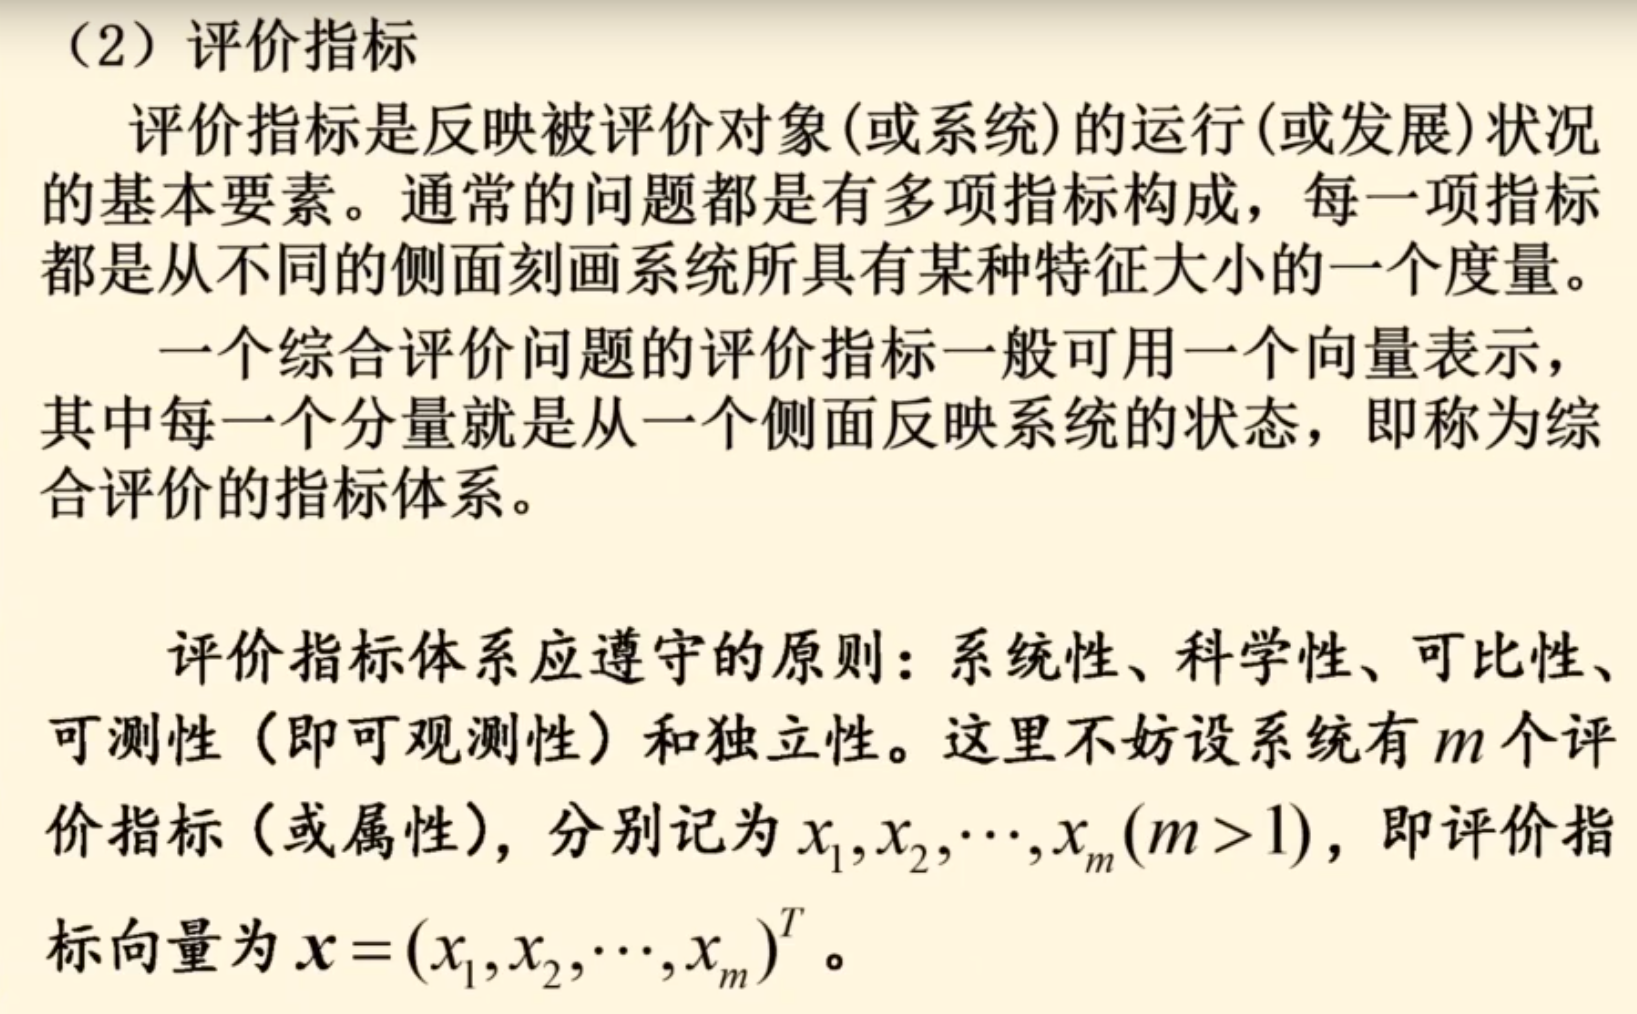 （2）评价指标
评价指标是反映被评价对象(或系统)的运行(或发展)状况
的基本要素。通常的问题都是有多项指标构成，每一项指标
都是从不同的侧面刻画系统所具有某种特征大小的一个度量。
一个综合评价问题的评价指标一般可用一个向量表示，
其中每一个分量就是从一个侧面反映系统的状态，即称为综
合评价的指标体系。
评价指标体系应遵守的原则：系统性、科学性、可比性、
可测性（即可观测性）和独立性。这里不妨设系统有 m 个评
价指标（或属性），分别记为 x₁,x₂,⋯,xₘ(m>1)，即评价指
标向量为 x=(x₁,x₂,⋯,xₘ)ᵀ。